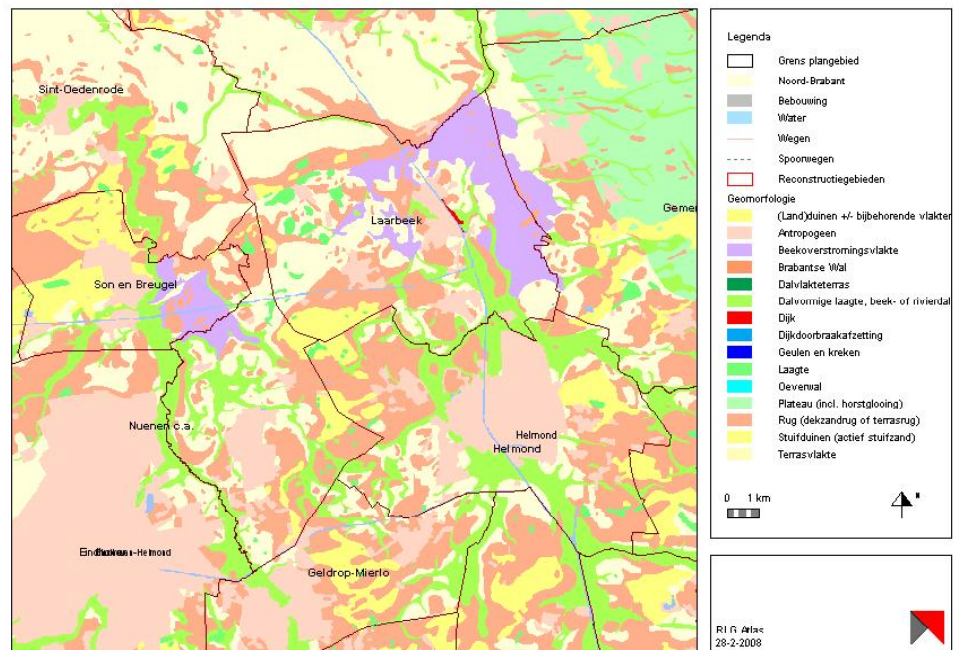 Sint-Oedenrode
Laarbeek
Gemer
Son en Breugel
Nuenen c.a.
Helmond
Helmond
Geldrop-Mierlo
Legenda
Grens plangebied
Noord-Brabant
Bebouwing
Water
Wegen
Spoorwegen
Reconstructiegebieden
Geomorfologie
(Land)duinen +/- bijbehorende vlakten
Antropogeen
Beekoverstromingsvlakte
Brabantse Wal
Dalvlakteterras
Dalvormige laagte, beek- of rivierdal
Dijk
Dijkdoorbraakafzetting
Geulen en kreken
Laagte
Oeverwal
Plateau (incl. horstglooing)
Rug (dekzandrug of terrasrug)
Stuifduinen (actief stuifzand)
Terrasvlakte
0 1 km
RLG Atlas
28-2-2008